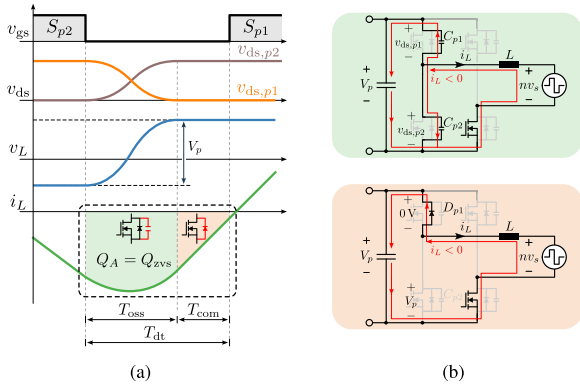 v_gs
S_p2
S_p1
v_ds,p2
v_ds
v_ds,p1
v_L
V_p
i_L
Q_A = Q_zvs
T_oss
T_com
T_dt
(a)
+
C_p1
v_ds,p1
−
i_L
L
+
V_p
−
i_L < 0
+
nv_s
−
+
C_p2
v_ds,p2
−
+
0 V
−
D_p1
i_L
L
+
V_p
−
i_L < 0
+
nv_s
−
+
V_p
−
C_p2
(b)